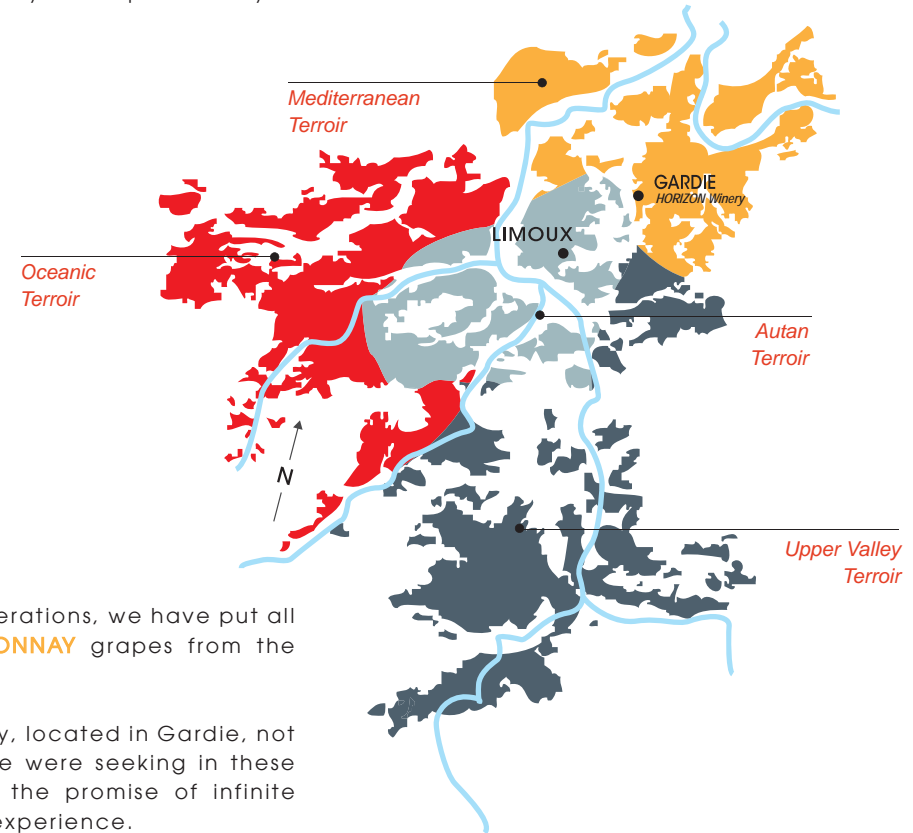 Mediterranean
Terroir
GARDIE
HORIZON Winery
LIMOUX
Oceanic
Terroir
Autan
Terroir
N
Upper Valley
Terroir
erations, we have put all
ONNAY grapes from the
y, located in Gardie, not
e were seeking in these
the promise of infinite
experience.